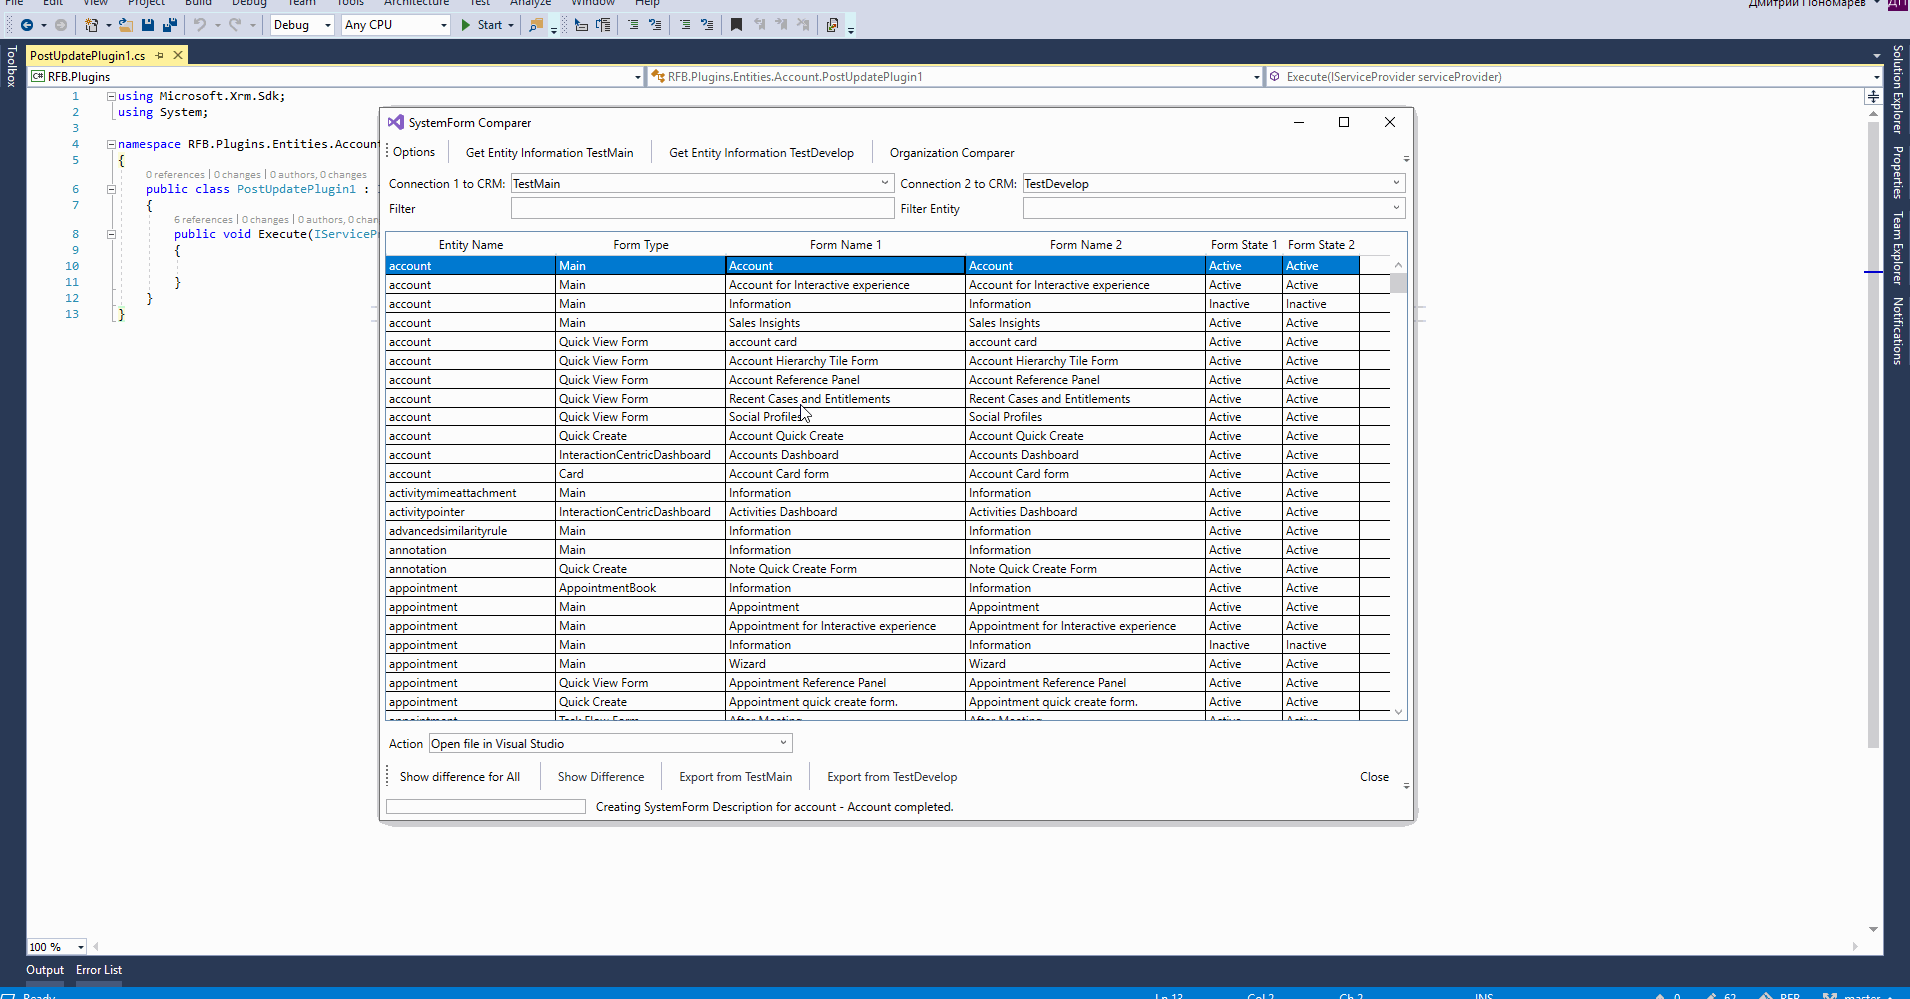 File Edit View Project Build Debug Team Tools Architecture Test Analyze Window Help Дмитрий Пономарев ДП
Debug Any CPU Start
Toolbox
PostUpdatePlugin1.cs
C# RFB.Plugins RFB.Plugins.Entities.Account.PostUpdatePlugin1 Execute(IServiceProvider serviceProvider)
1 using Microsoft.Xrm.Sdk;
2 using System;
3
4 namespace RFB.Plugins.Entities.Accoun
5 {
0 references | 0 changes | 0 authors, 0 changes
6 public class PostUpdatePlugin1 :
7 {
6 references | 0 changes | 0 authors, 0 chan
8 public void Execute(IServiceP
9 {
10
11 }
12 }
13 }
SystemForm Comparer
Options Get Entity Information TestMain Get Entity Information TestDevelop Organization Comparer
Connection 1 to CRM: TestMain Connection 2 to CRM: TestDevelop
Filter Filter Entity
Entity Name Form Type Form Name 1 Form Name 2 Form State 1 Form State 2
account Main Account Account Active Active
account Main Account for Interactive experience Account for Interactive experience Active Active
account Main Information Information Inactive Inactive
account Main Sales Insights Sales Insights Active Active
account Quick View Form account card account card Active Active
account Quick View Form Account Hierarchy Tile Form Account Hierarchy Tile Form Active Active
account Quick View Form Account Reference Panel Account Reference Panel Active Active
account Quick View Form Recent Cases and Entitlements Recent Cases and Entitlements Active Active
account Quick View Form Social Profiles Social Profiles Active Active
account Quick Create Account Quick Create Account Quick Create Active Active
account InteractionCentricDashboard Accounts Dashboard Accounts Dashboard Active Active
account Card Account Card form Account Card form Active Active
activitymimeattachment Main Information Information Active Active
activitypointer InteractionCentricDashboard Activities Dashboard Activities Dashboard Active Active
advancedsimilarityrule Main Information Information Active Active
annotation Main Information Information Active Active
annotation Quick Create Note Quick Create Form Note Quick Create Form Active Active
appointment AppointmentBook Information Information Active Active
appointment Main Appointment Appointment Active Active
appointment Main Appointment for Interactive experience Appointment for Interactive experience Active Active
appointment Main Information Information Inactive Inactive
appointment Main Wizard Wizard Active Active
appointment Quick View Form Appointment Reference Panel Appointment Reference Panel Active Active
appointment Quick Create Appointment quick create form. Appointment quick create form. Active Active
appointment Task Flow Form After Meeting After Meeting Active Active
Action Open file in Visual Studio
Show difference for All Show Difference Export from TestMain Export from TestDevelop Close
Creating SystemForm Description for account - Account completed.
Solution Explorer
Properties
Team Explorer
Notifications
100 %
Output Error List
Ready Ln 13 Col 2 Ch 2 INS 0 62 RFB master